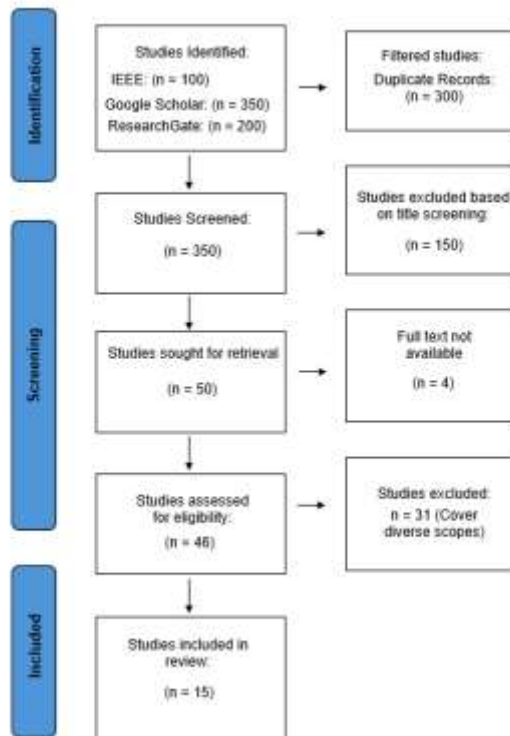 Identification
Studies Identified:
IEEE: (n = 100)
Google Scholar: (n = 350)
ResearchGate: (n = 200)
Filtered studies:
Duplicate Records:
(n = 300)
Screening
Studies Screened:
(n = 350)
Studies excluded based
on title screening:
(n = 150)
Studies sought for retrieval
(n = 50)
Full text not
available
(n = 4)
Studies assessed
for eligibility:
(n = 46)
Studies excluded:
n = 31 (Cover
diverse scopes)
Included
Studies included in
review:
(n = 15)